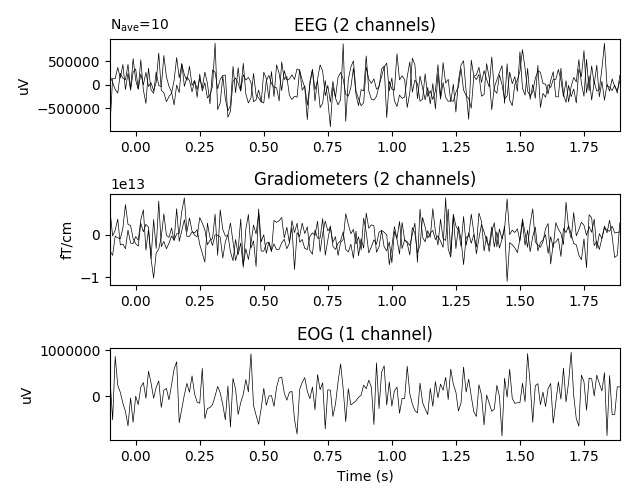 N_ave=10
EEG (2 channels)
uV
500000
0
−500000
0.00 0.25 0.50 0.75 1.00 1.25 1.50 1.75
1e13
Gradiometers (2 channels)
fT/cm
0
−1
0.00 0.25 0.50 0.75 1.00 1.25 1.50 1.75
EOG (1 channel)
uV
1000000
0
0.00 0.25 0.50 0.75 1.00 1.25 1.50 1.75
Time (s)